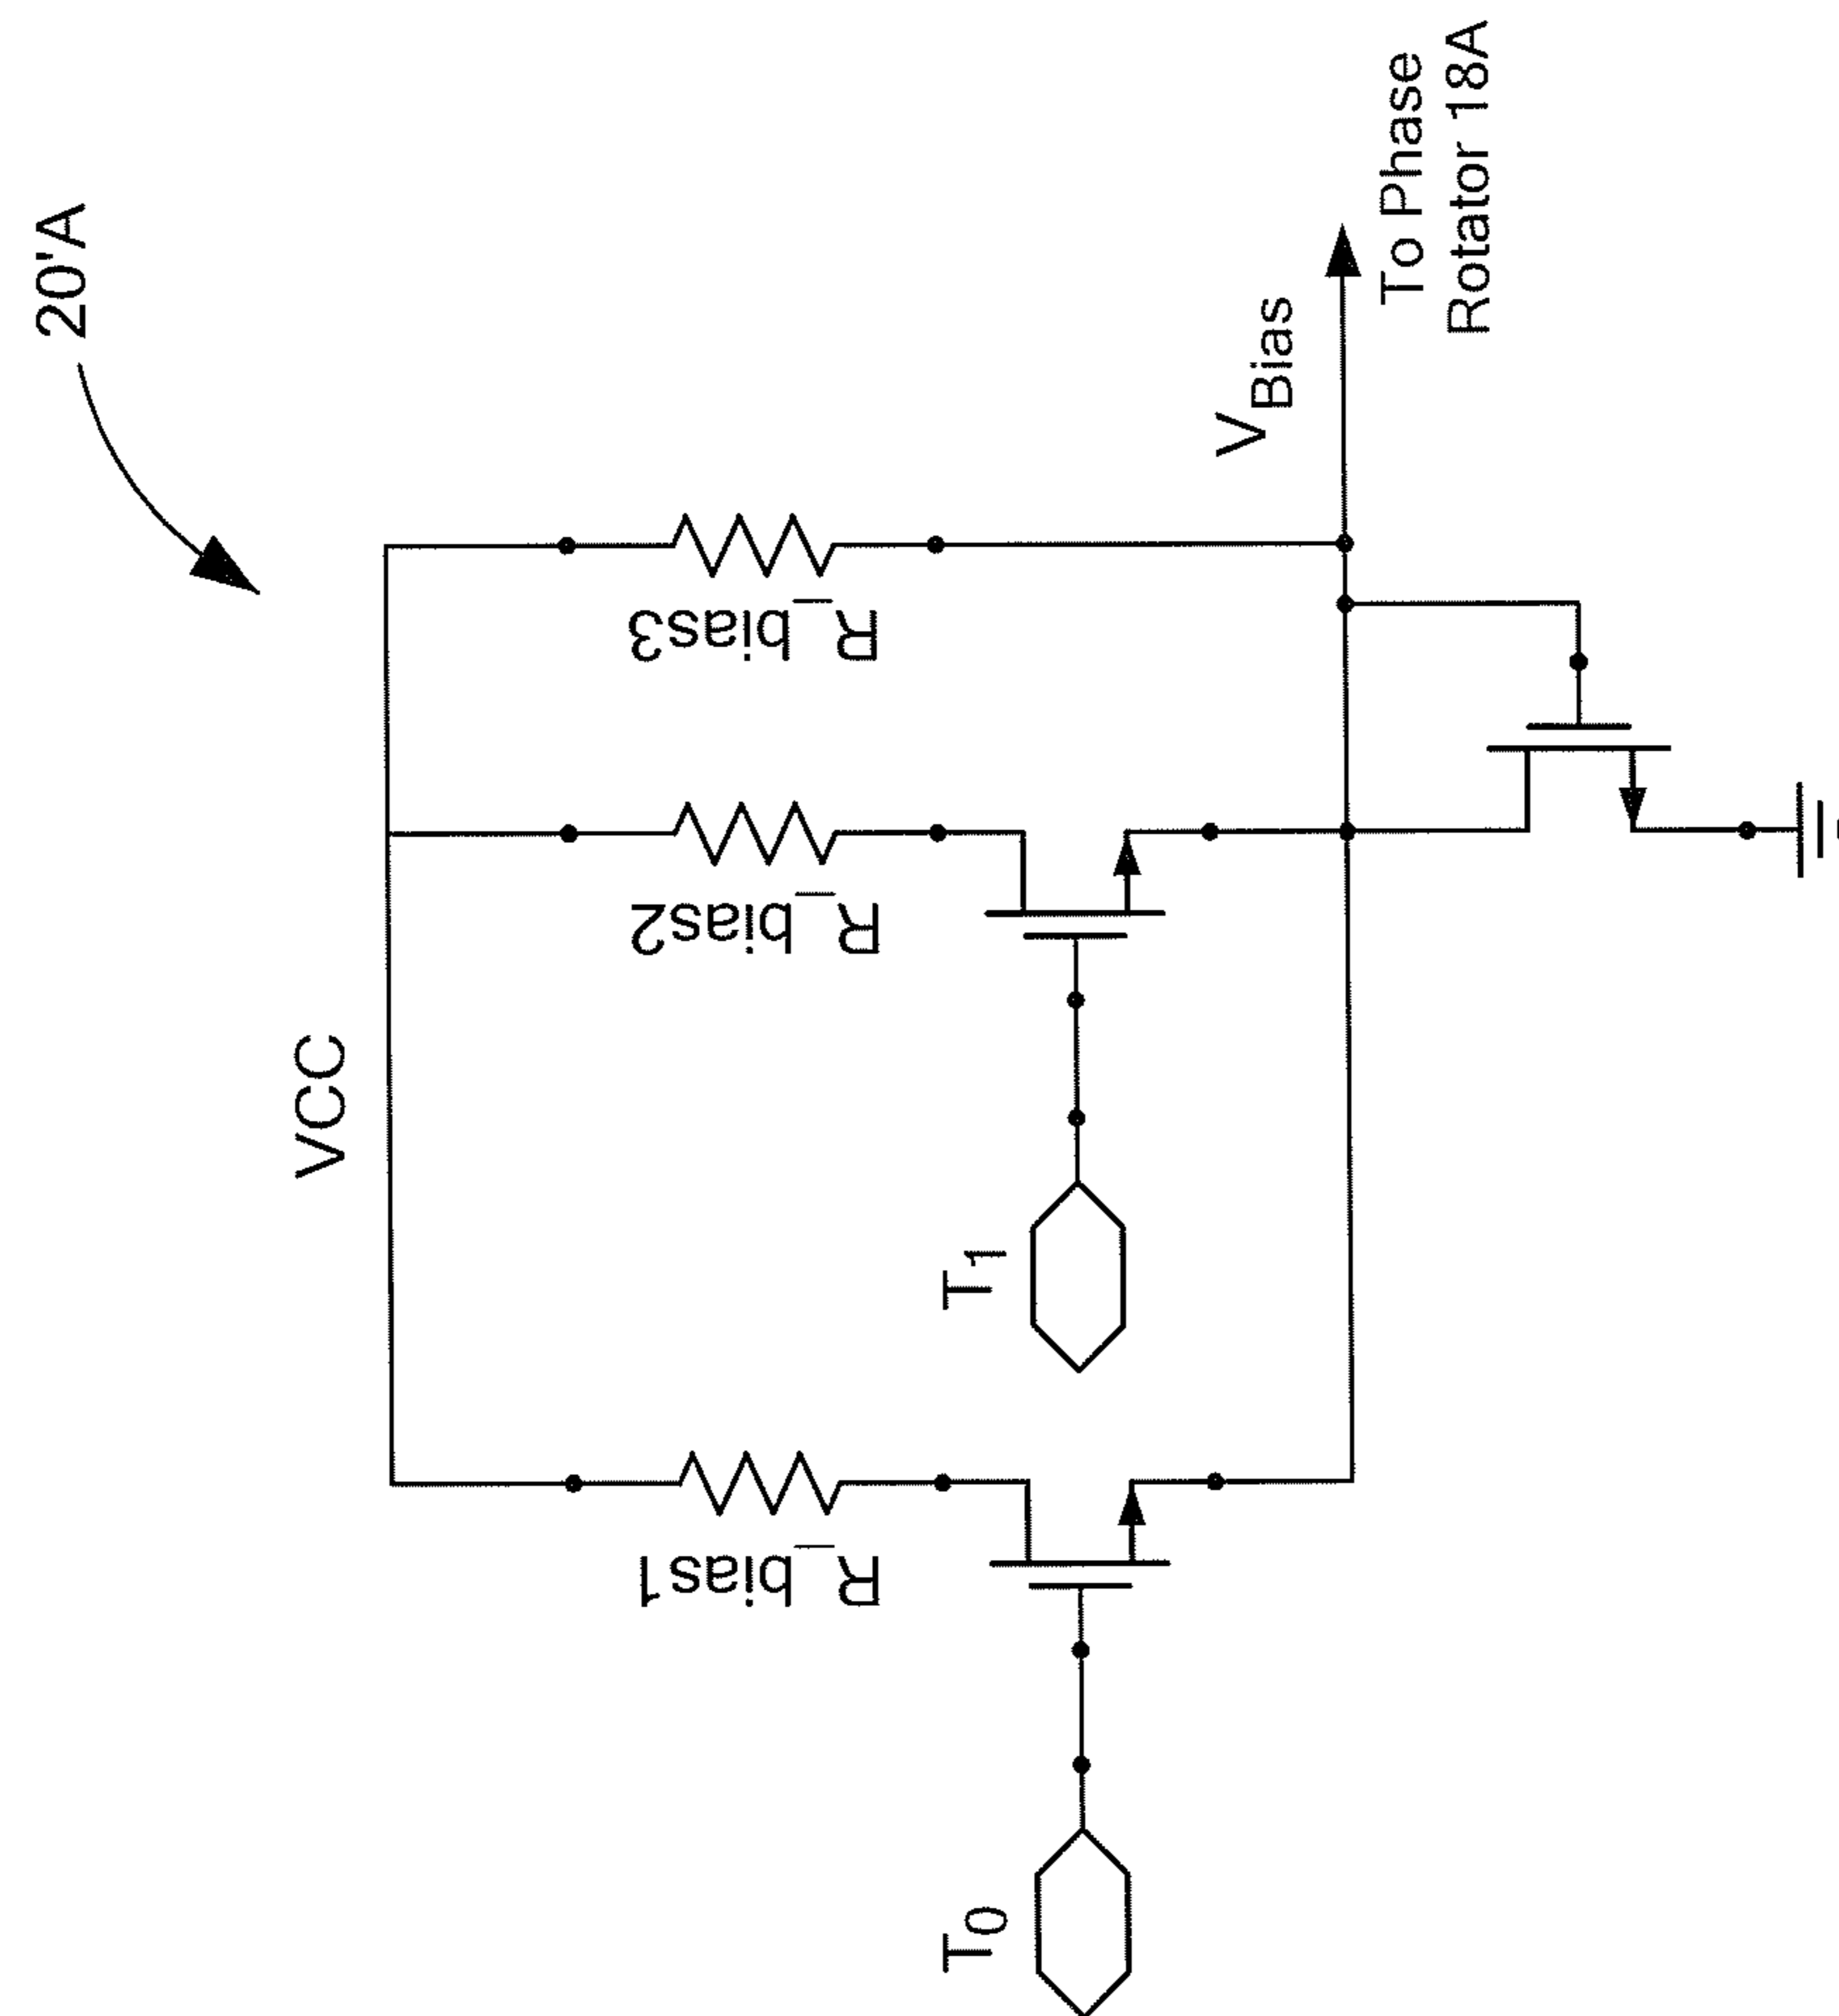 20'A
VCC
R_bias1
R_bias2
R_bias3
T0
T1
VBias
To Phase
Rotator 18A